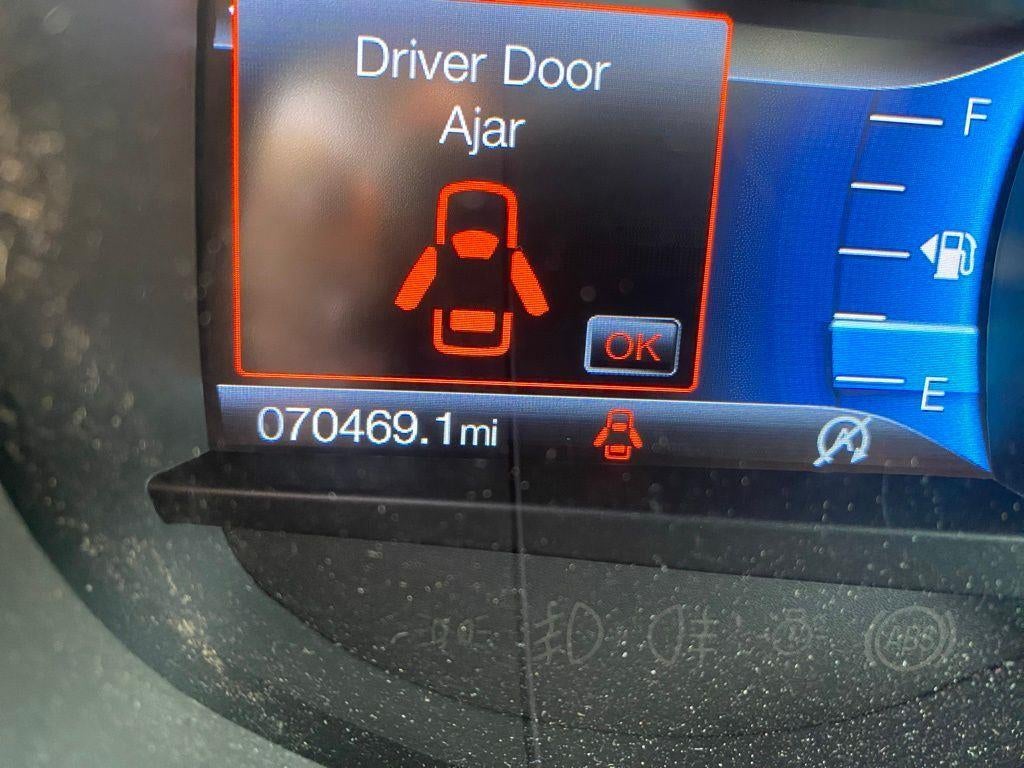 Driver Door
Ajar
OK
F
E
070469.1mi
A
ABS